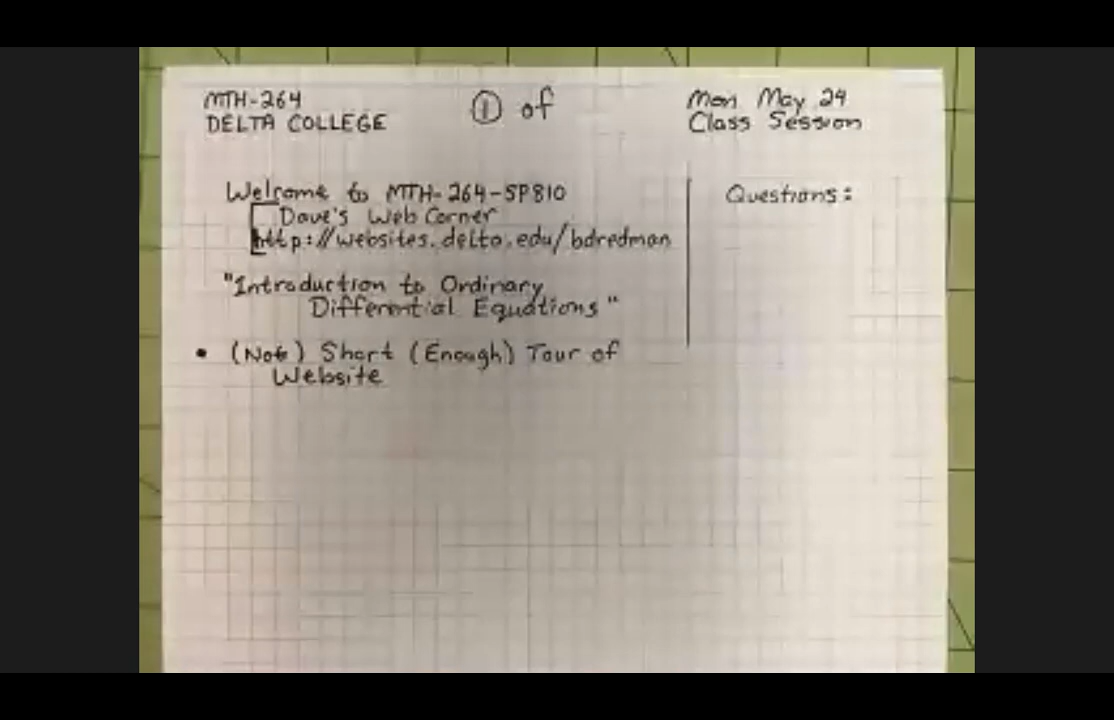 MTH-264
DELTA COLLEGE
① of
Mon May 24
Class Session
Welcome to MTH-264-SP810
Dave's Web Corner
http://websites.delta.edu/bdredman
"Introduction to Ordinary
Differential Equations"
• (Not) Short (Enough) Tour of
Website
Questions: